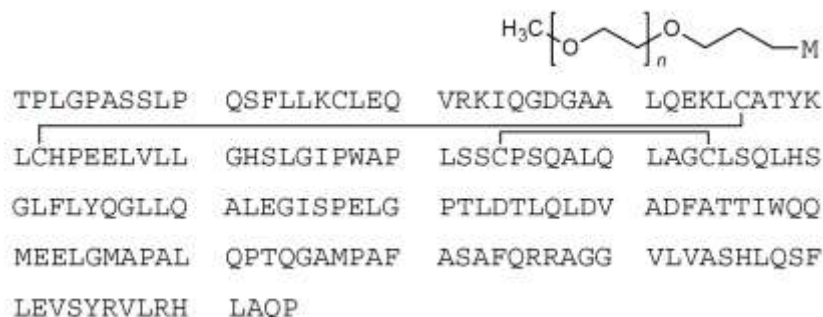 H₃C[O]ₙO M
TPLGPASSLP QSFLLKCLEQ VRKIQGDGAA LQEKLCATYK
LCHPEELVLL GHSLGIPWAP LSSCPSQALQ LAGCLSQLHS
GLFLYQGLLQ ALEGISPELG PTLDTLQLDV ADFATTIWQQ
MEELGMAPAL QPTQGAMPAF ASAFQRRAGG VLVASHLQSF
LEVSYRVLRH LAQP